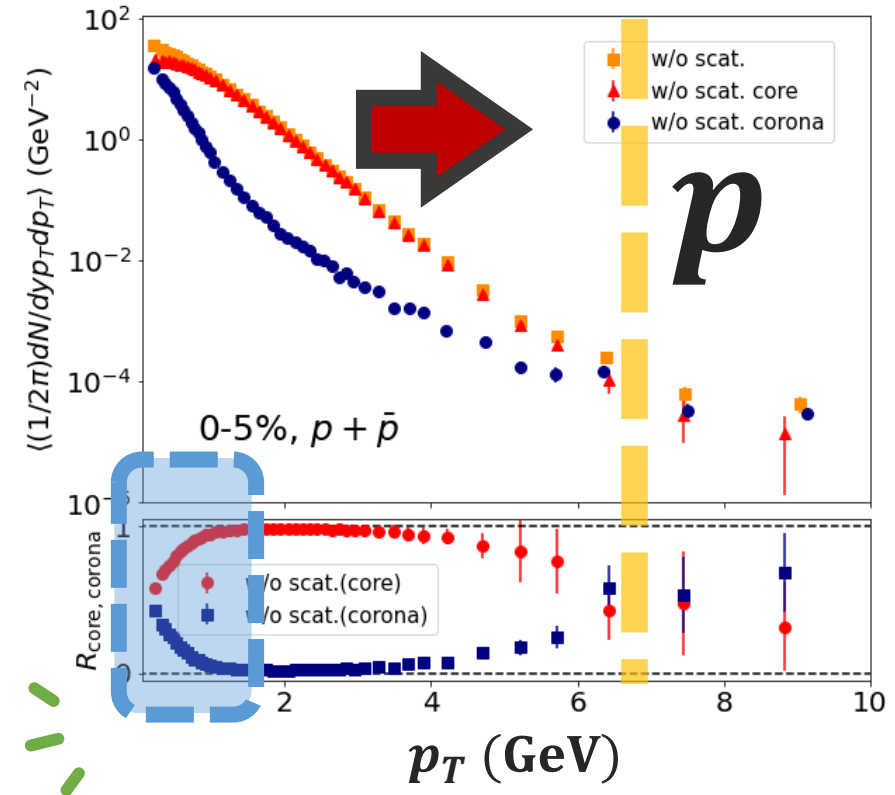 10²
10⁰
10⁻²
10⁻⁴
⟨(1/2π)dN/dyp_T dp_T⟩ (GeV⁻²)
w/o scat.
w/o scat. core
w/o scat. corona
p
0-5%, p + p̄
1
0
R_core, corona
w/o scat.(core)
w/o scat.(corona)
2 4 6 8 10
p_T (GeV)